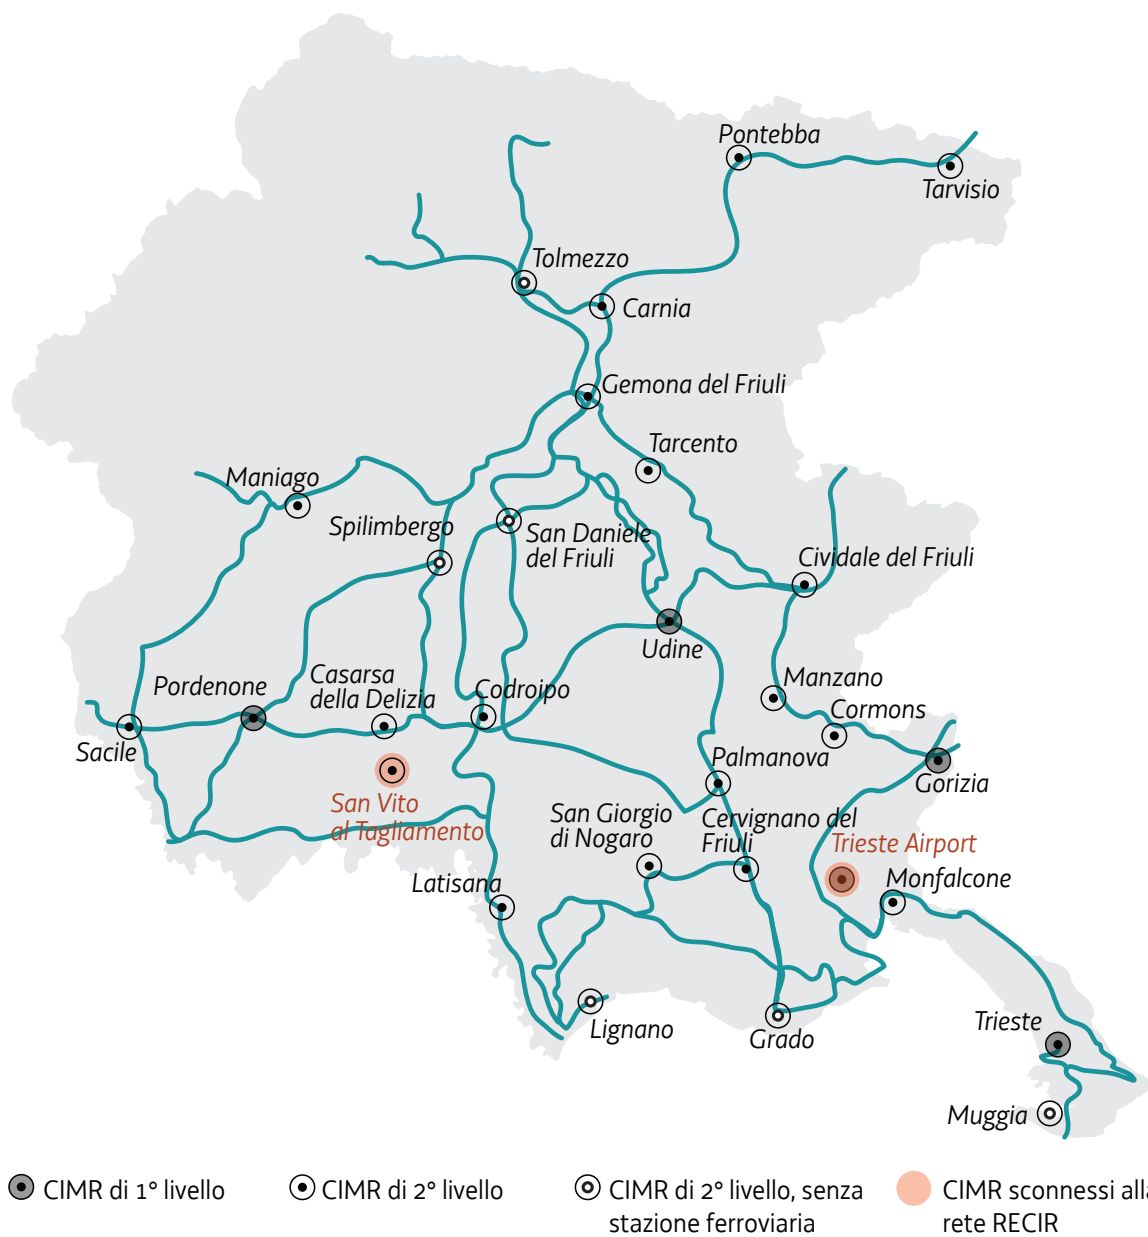 Pontebba
Tarvisio
Tolmezzo
Carnia
Gemona del Friuli
Tarcento
Maniago
Spilimbergo
San Daniele
del Friuli
Cividale del Friuli
Udine
Pordenone
Casarsa
della Delizia
Codroipo
Manzano
Cormons
Sacile
Palmanova
Gorizia
San Vito
al Tagliamento
San Giorgio
di Nogaro
Cervignano del
Friuli
Trieste Airport
Latisana
Monfalcone
Lignano
Grado
Trieste
Muggia
CIMR di 1° livello
CIMR di 2° livello
CIMR di 2° livello, senza
stazione ferroviaria
CIMR sconnessi alla
rete RECIR